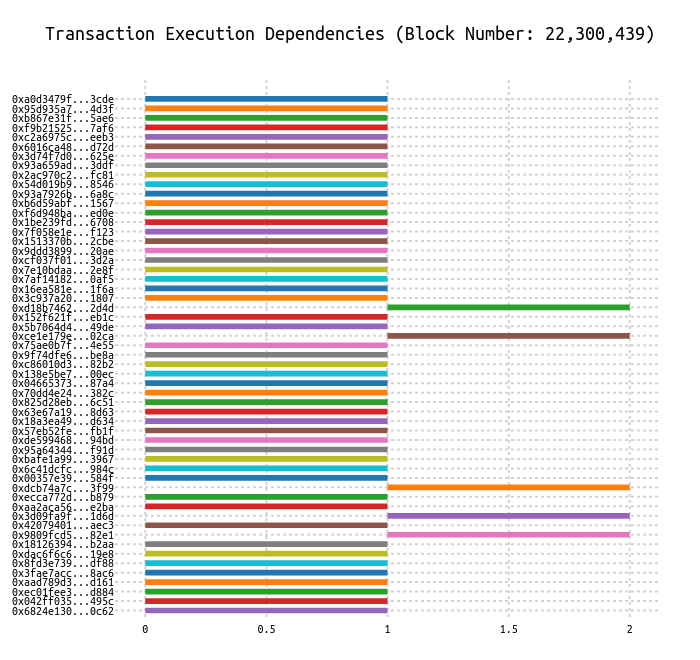 Transaction Execution Dependencies (Block Number: 22,300,439)
0xa0d3479f...3cde
0x95d935a7...4d3f
0xb867e31f...5ae6
0xf9b21525...7af6
0xc2a6975c...eeb3
0x6016ca48...d72d
0x3d74f7d0...625e
0x93a659ad...3ddf
0x2ac970c2...fc81
0x54d019b9...8546
0x93a7926b...6a8c
0xb6d59abf...1567
0xf6d948ba...ed0e
0x1be239fd...6708
0x7f058e1e...f123
0x1513370b...2cbe
0x9ddd3899...20ae
0xcf037f01...3d2a
0x7e10bdaa...2e8f
0x7af14182...0af5
0x16ea581e...1f6a
0x3c937a20...1807
0xd18b7462...2d4d
0x152f621f...eb1c
0x5b7064d4...49de
0xce1e179e...02ca
0x75ae0b7f...4e55
0x9f74dfe6...be8a
0xc86010d3...82b2
0x138e5be7...00ec
0x04665373...87a4
0x70dd4e24...382c
0x825d28eb...6c51
0x63e67a19...8d63
0x18a3ea49...d634
0x57eb52fe...fb1f
0xde599468...94bd
0x95a64344...f91d
0xbafe1a99...3967
0x6c41dcfc...984c
0x00357e39...584f
0xdcb74a7c...3f99
0xecca772d...b879
0xaa2aca56...e2ba
0x3d09fa9f...1d6d
0x42079401...aec3
0x9809fcd5...82e1
0x18126394...b2aa
0xdac6f6c6...19e8
0x8fd3e739...df88
0x3fae7acc...8ac6
0xaad789d3...d161
0xec01fee3...d884
0x042ff035...495c
0x6824e130...0c62
0 0.5 1 1.5 2